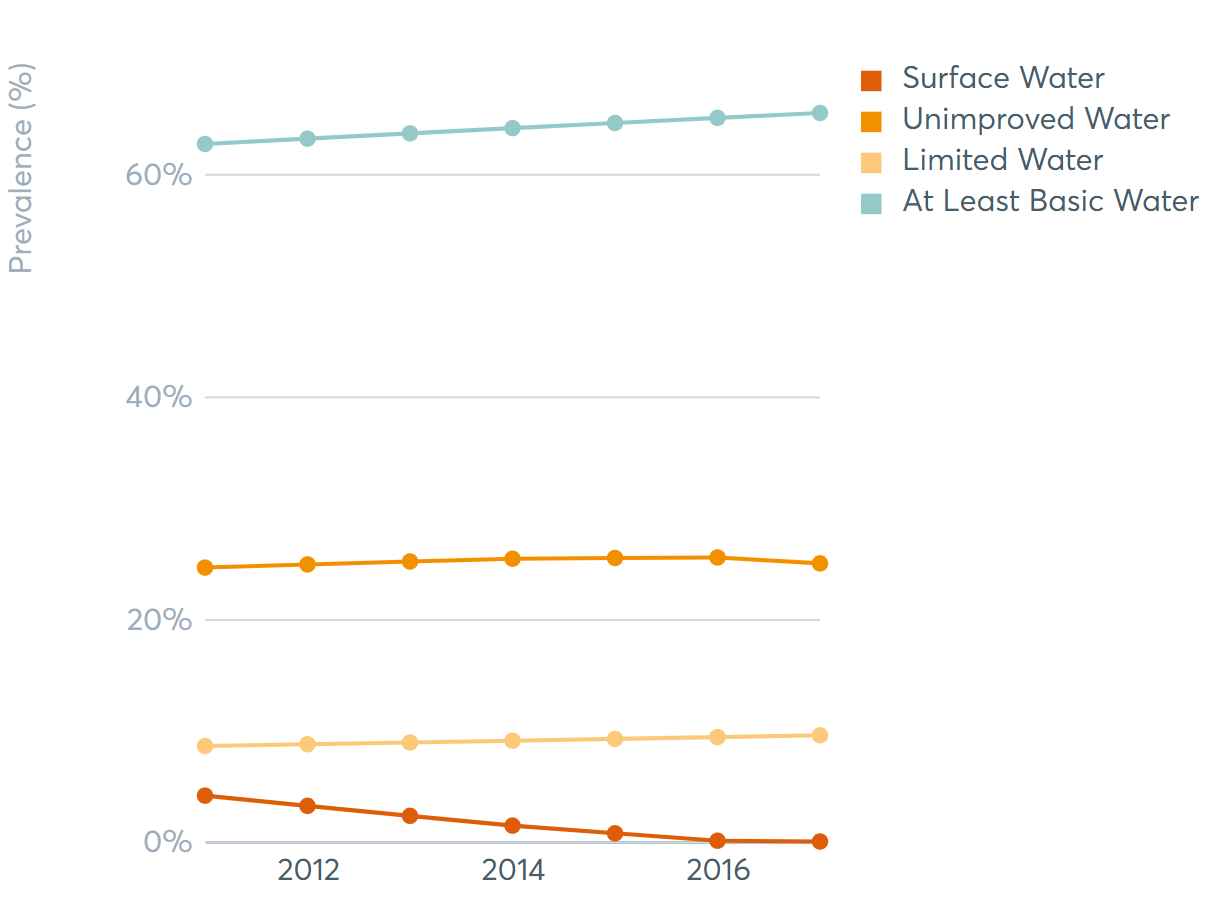 Prevalence (%)
60%
40%
20%
0%
2012
2014
2016
Surface Water
Unimproved Water
Limited Water
At Least Basic Water